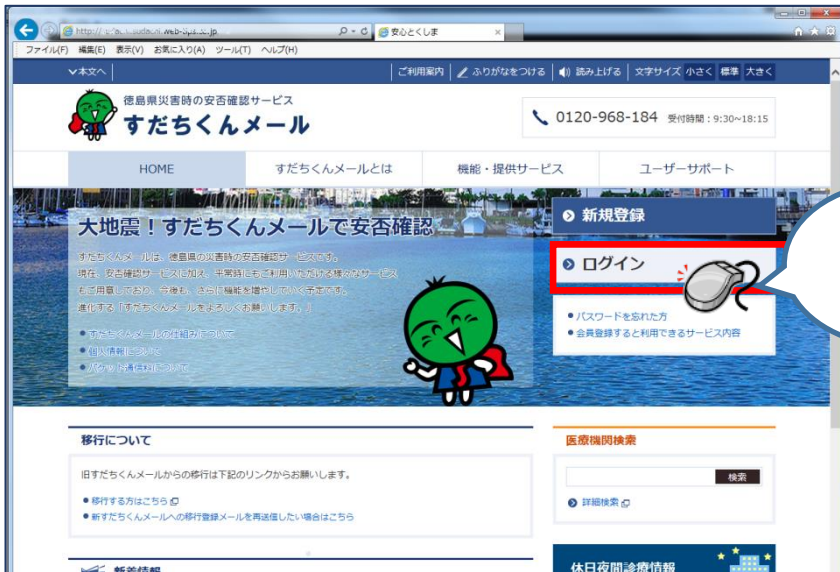 安心とくしま
ファイル(F) 編集(E) 表示(V) お気に入り(A) ツール(T) ヘルプ(H)
本文へ ご利用案内 ふりがなをつける 読み上げる 文字サイズ 小さく 標準 大きく
徳島県災害時の安否確認サービス
すだちくんメール
0120-968-184 受付時間：9:30~18:15
HOME すだちくんメールとは 機能・提供サービス ユーザーサポート
大地震！すだちくんメールで安否確認
すだちくんメールは、徳島県の災害時の安否確認サービスです。
現在、安否確認サービスに加え、平常時にもご利用いただける様々なサービス
もご用意しており、今後も、さらに機能を増やしていく予定です。
進化する「すだちくんメールをよろしくお願いします。」
すだちくんメールの仕組みについて
個人情報について
パケット通信料について
新規登録
ログイン
パスワードを忘れた方
会員登録すると利用できるサービス内容
移行について
旧すだちくんメールからの移行は下記のリンクからお願いします。
移行する方はこちら
新すだちくんメールへの移行登録メールを再送信したい場合はこちら
医療機関検索
検索
詳細検索
新着情報
休日夜間診療情報